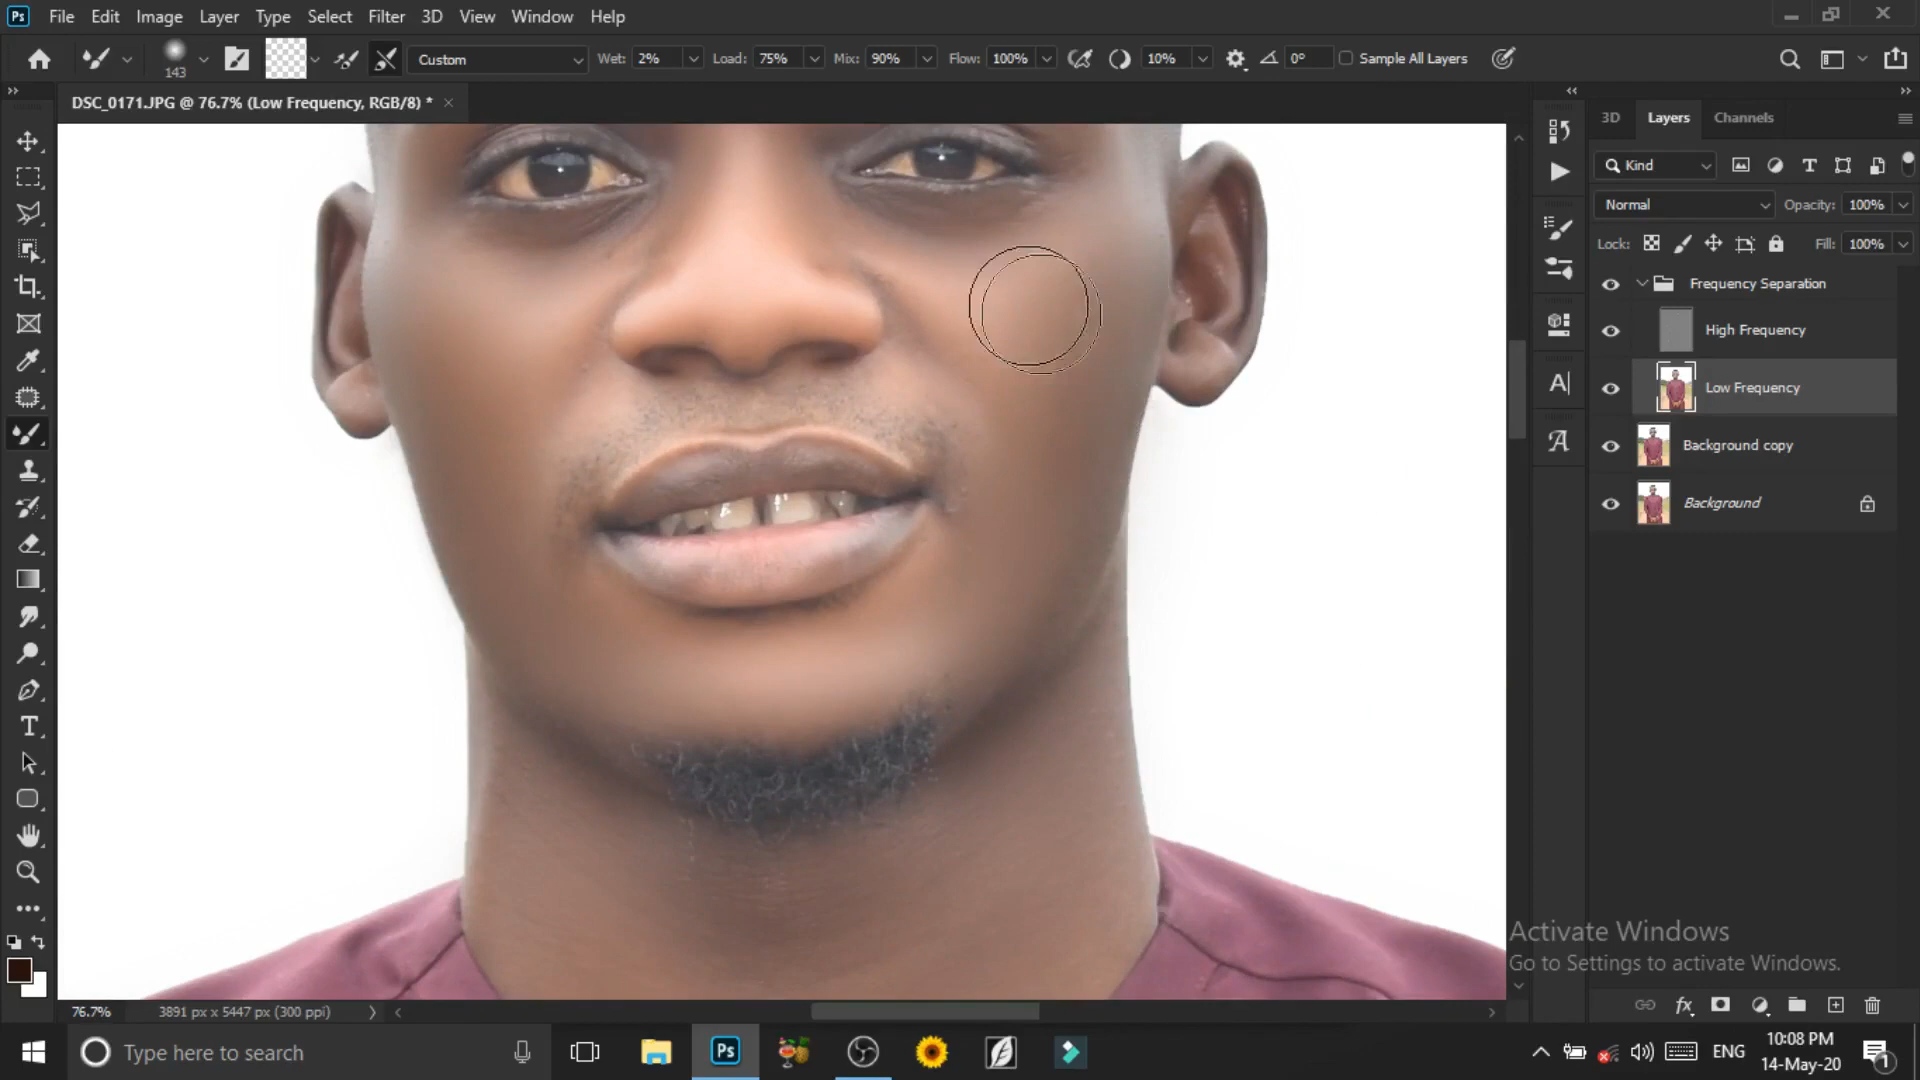 Ps File Edit Image Layer Type Select Filter 3D View Window Help
143 Custom Wet: 2% Load: 75% Mix: 90% Flow: 100% 10% 0° Sample All Layers
DSC_0171.JPG @ 76.7% (Low Frequency, RGB/8) * ×
3D Layers Channels
Kind
Normal Opacity: 100%
Lock: Fill: 100%
Frequency Separation
High Frequency
Low Frequency
Background copy
Background
Activate Windows
Go to Settings to activate Windows.
76.7% 3891 px x 5447 px (300 ppi)
Type here to search
Ps
ENG
10:08 PM
14-May-20
1